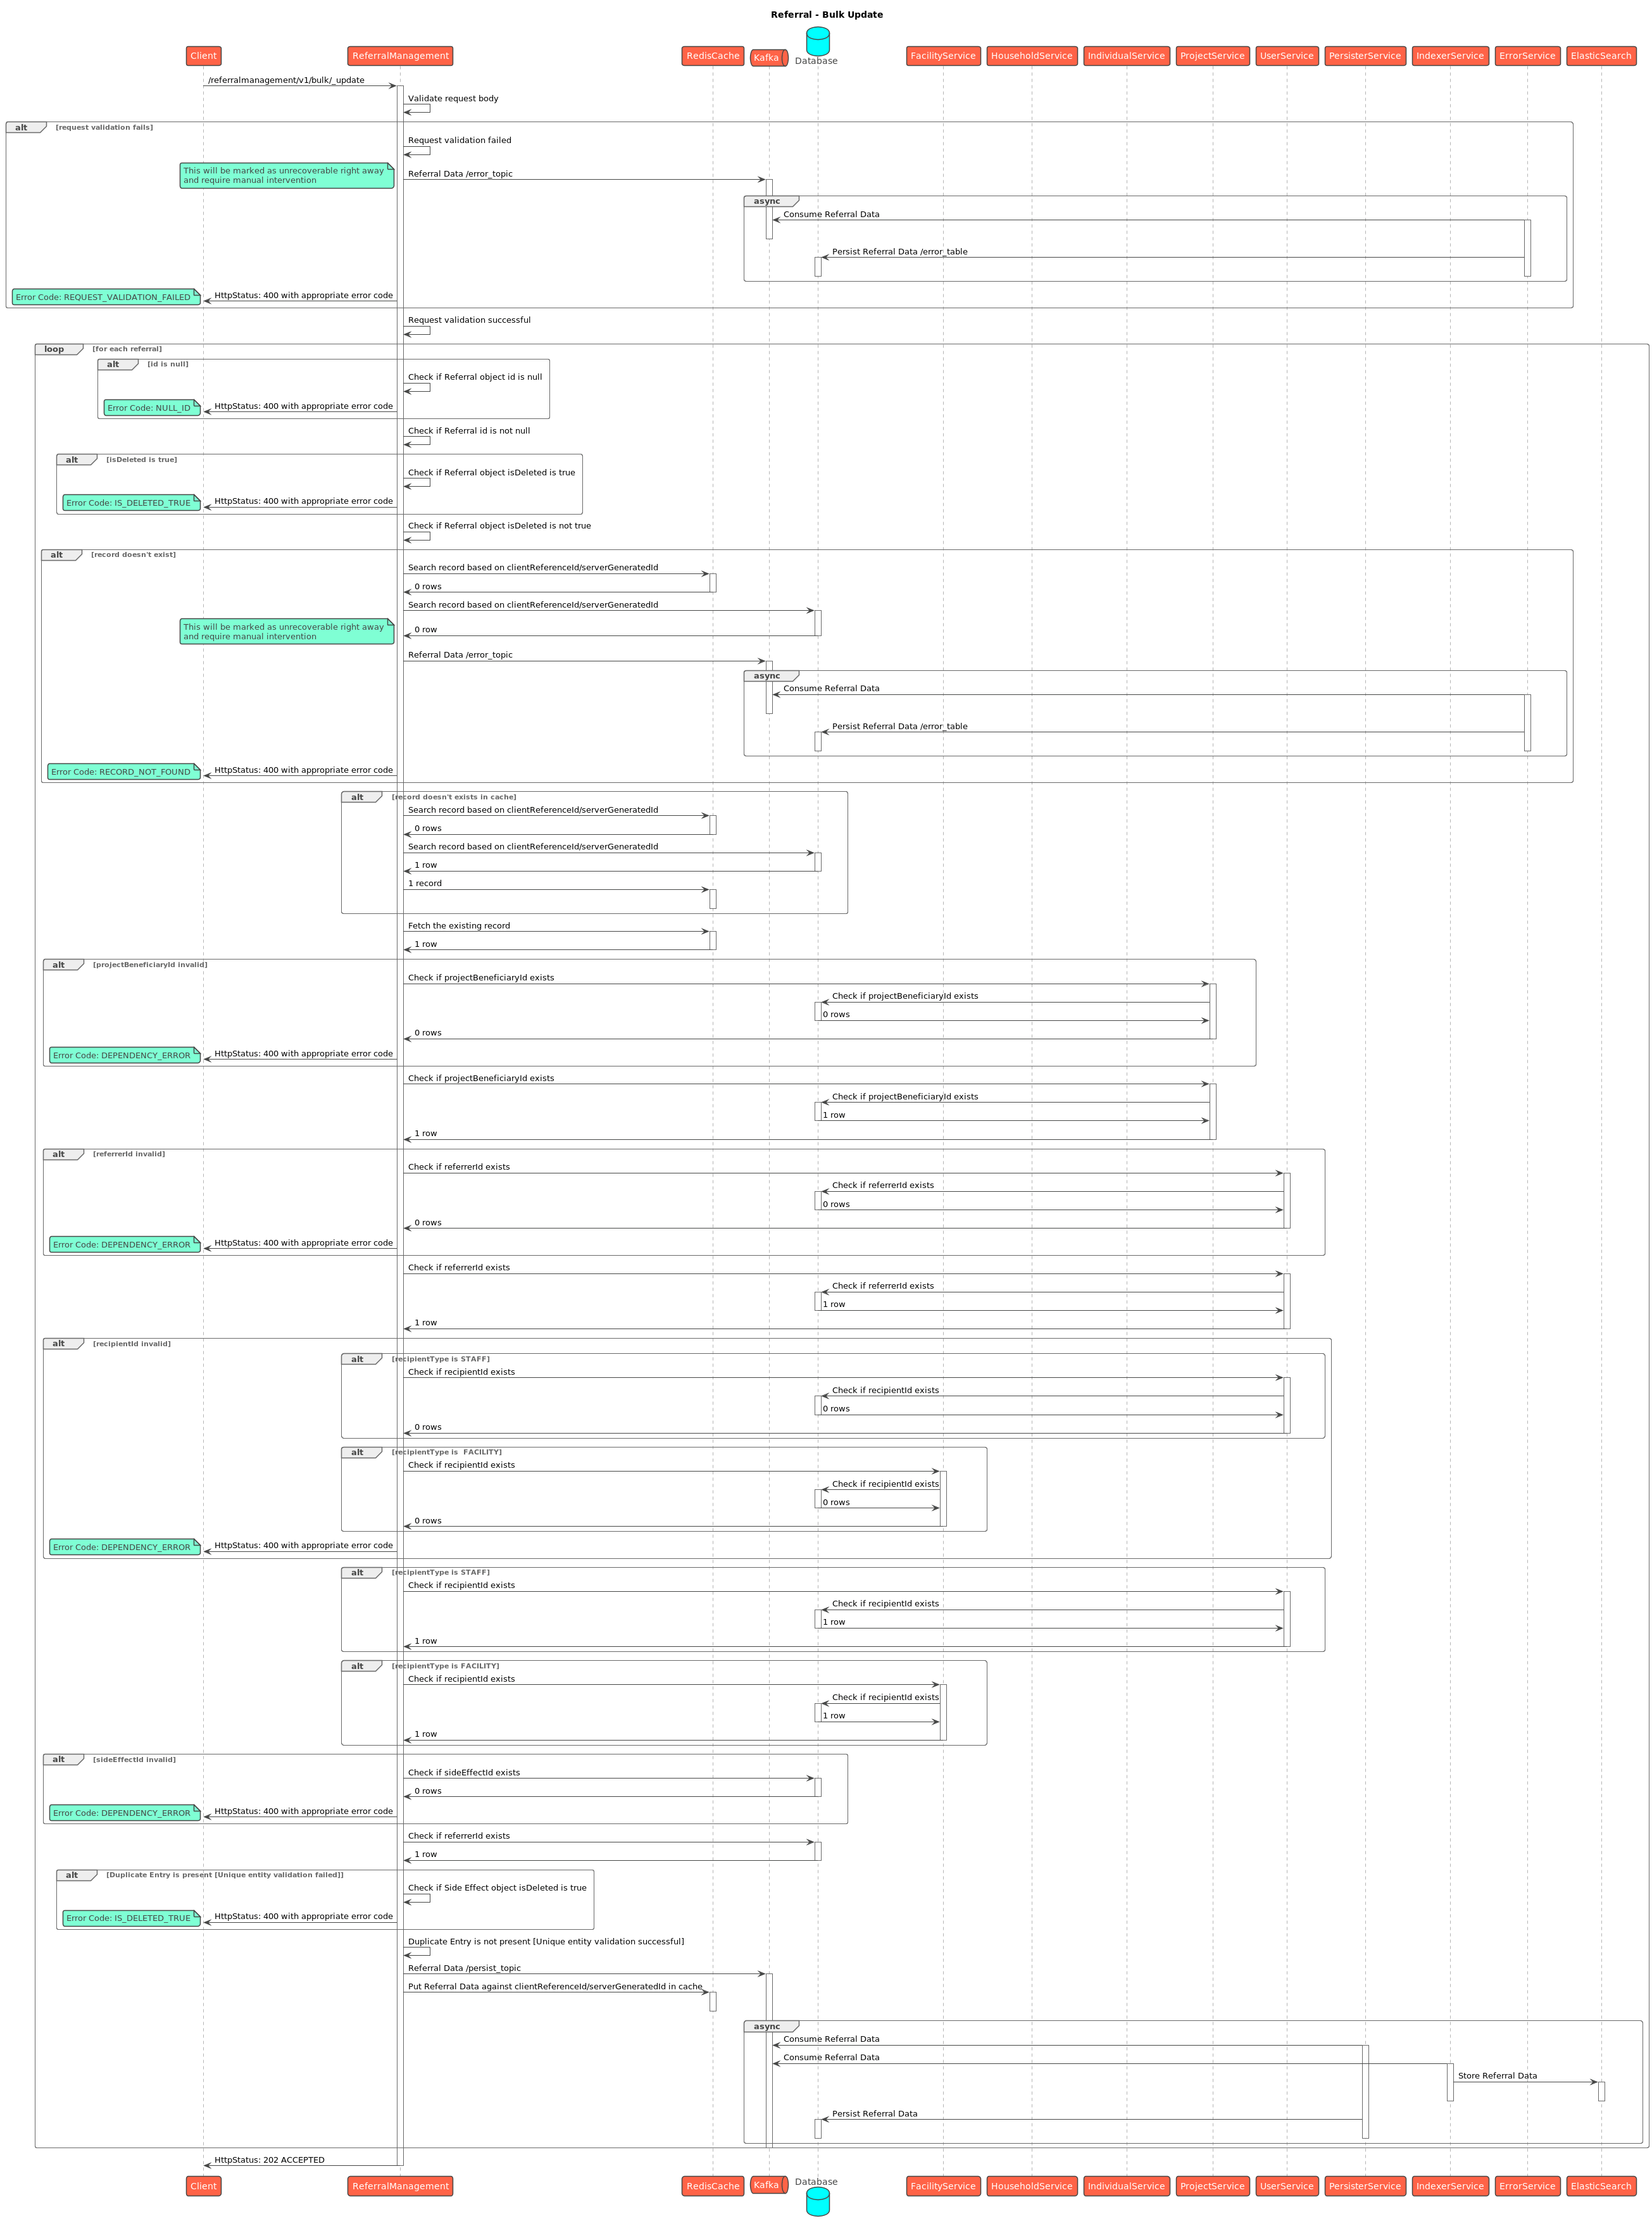 Referral - Bulk Update
Client
ReferralManagement
RedisCache
Kafka
Database
FacilityService
HouseholdService
IndividualService
ProjectService
UserService
PersisterService
IndexerService
ErrorService
ElasticSearch
/referralmanagement/v1/bulk/_update
Validate request body
alt [request validation fails]
Request validation failed
This will be marked as unrecoverable right away
and require manual intervention
Referral Data /error_topic
async
Consume Referral Data
Persist Referral Data /error_table
Error Code: REQUEST_VALIDATION_FAILED
HttpStatus: 400 with appropriate error code
Request validation successful
loop [for each referral]
alt [id is null]
Check if Referral object id is null
Error Code: NULL_ID
HttpStatus: 400 with appropriate error code
Check if Referral id is not null
alt [isDeleted is true]
Check if Referral object isDeleted is true
Error Code: IS_DELETED_TRUE
HttpStatus: 400 with appropriate error code
Check if Referral object isDeleted is not true
alt [record doesn't exist]
Search record based on clientReferenceId/serverGeneratedId
0 rows
Search record based on clientReferenceId/serverGeneratedId
This will be marked as unrecoverable right away
and require manual intervention
0 row
Referral Data /error_topic
async
Consume Referral Data
Persist Referral Data /error_table
Error Code: RECORD_NOT_FOUND
HttpStatus: 400 with appropriate error code
alt [record doesn't exists in cache]
Search record based on clientReferenceId/serverGeneratedId
0 rows
Search record based on clientReferenceId/serverGeneratedId
1 row
1 record
Fetch the existing record
1 row
alt [projectBeneficiaryId invalid]
Check if projectBeneficiaryId exists
Check if projectBeneficiaryId exists
0 rows
0 rows
Error Code: DEPENDENCY_ERROR
HttpStatus: 400 with appropriate error code
Check if projectBeneficiaryId exists
Check if projectBeneficiaryId exists
1 row
1 row
alt [referrerId invalid]
Check if referrerId exists
Check if referrerId exists
0 rows
0 rows
Error Code: DEPENDENCY_ERROR
HttpStatus: 400 with appropriate error code
Check if referrerId exists
Check if referrerId exists
1 row
1 row
alt [recipientId invalid]
alt [recipientType is STAFF]
Check if recipientId exists
Check if recipientId exists
0 rows
0 rows
alt [recipientType is  FACILITY]
Check if recipientId exists
Check if recipientId exists
0 rows
0 rows
Error Code: DEPENDENCY_ERROR
HttpStatus: 400 with appropriate error code
alt [recipientType is STAFF]
Check if recipientId exists
Check if recipientId exists
1 row
1 row
alt [recipientType is FACILITY]
Check if recipientId exists
Check if recipientId exists
1 row
1 row
alt [sideEffectId invalid]
Check if sideEffectId exists
0 rows
Error Code: DEPENDENCY_ERROR
HttpStatus: 400 with appropriate error code
Check if referrerId exists
1 row
alt [Duplicate Entry is present [Unique entity validation failed]]
Check if Side Effect object isDeleted is true
Error Code: IS_DELETED_TRUE
HttpStatus: 400 with appropriate error code
Duplicate Entry is not present [Unique entity validation successful]
Referral Data /persist_topic
Put Referral Data against clientReferenceId/serverGeneratedId in cache
async
Consume Referral Data
Consume Referral Data
Store Referral Data
Persist Referral Data
HttpStatus: 202 ACCEPTED
Client
ReferralManagement
RedisCache
Kafka
Database
FacilityService
HouseholdService
IndividualService
ProjectService
UserService
PersisterService
IndexerService
ErrorService
ElasticSearch